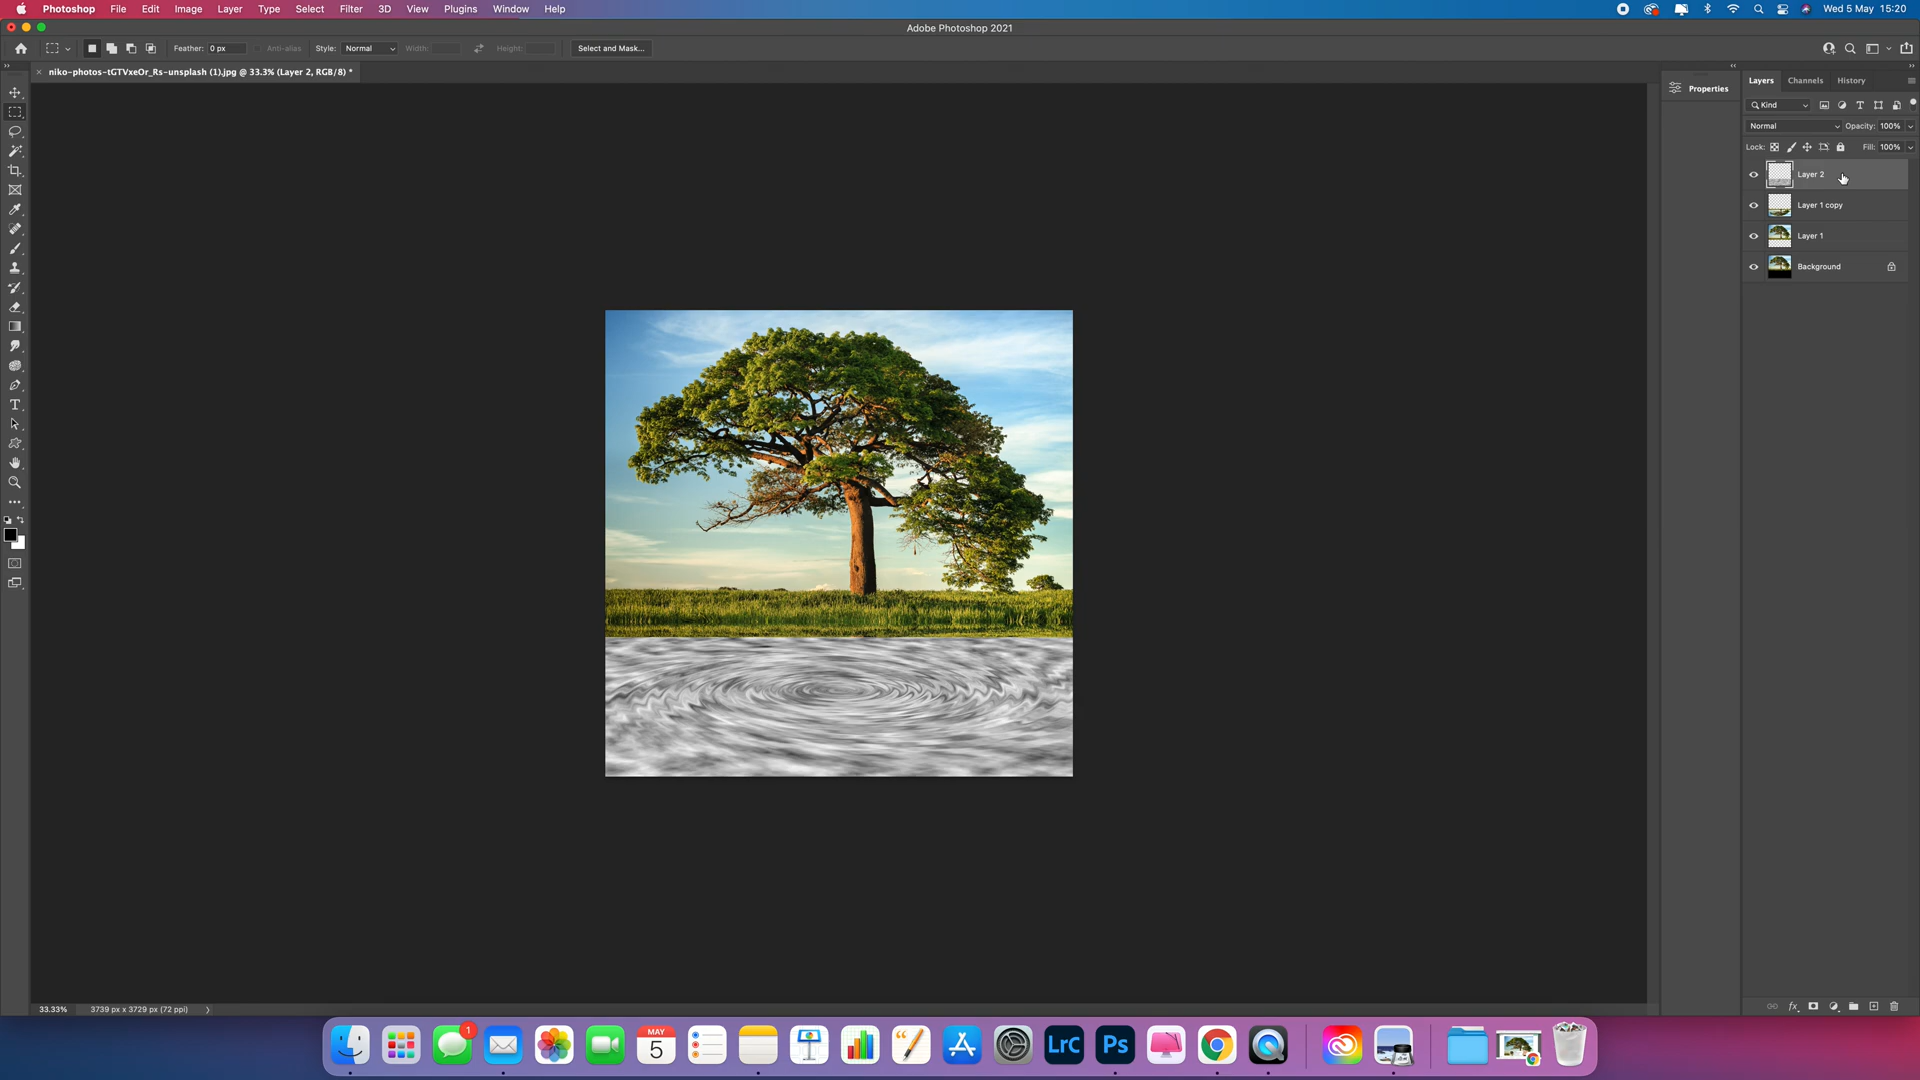 Photoshop File Edit Image Layer Type Select Filter 3D View Plugins Window Help Wed 5 May 15:20
Adobe Photoshop 2021
Feather: 0 px Anti-alias Style: Normal Width: Height: Select and Mask...
× niko-photos-tGTVxeOr_Rs-unsplash (1).jpg @ 33.3% (Layer 2, RGB/8) *
Properties
Layers Channels History
Kind
Normal Opacity: 100%
Lock: Fill: 100%
Layer 2
Layer 1 copy
Layer 1
Background
33.33% 3739 px x 3729 px (72 ppi)
1
MAY
5
LrC
Ps